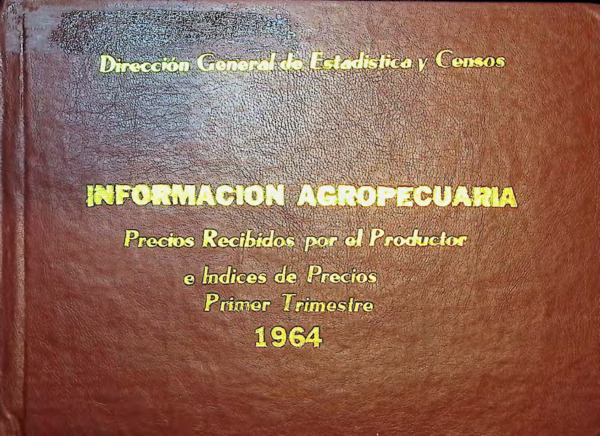 Dirección General de Estadística y Censos
INFORMACION AGROPECUARIA
Precios Recibidos por el Productor
e Indices de Precios
Primer Trimestre
1964